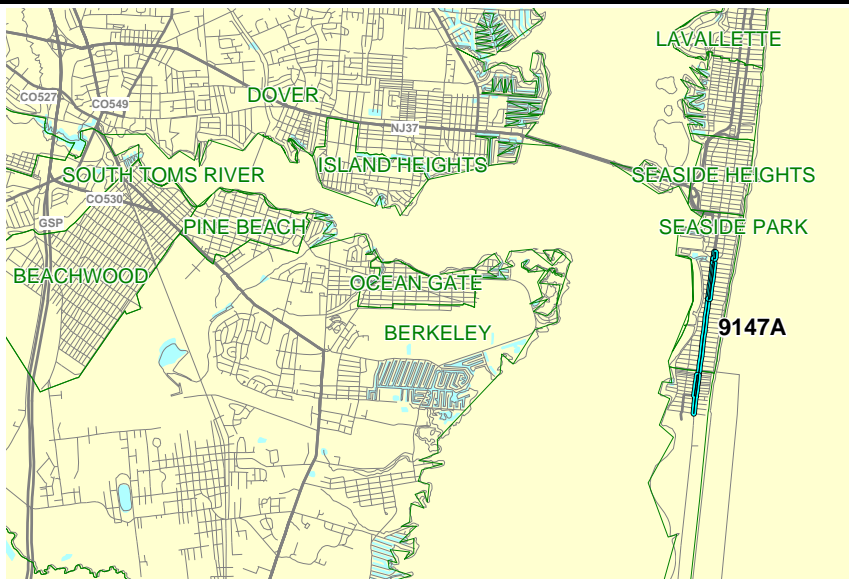 LAVALLETTE
DOVER
CO527
CO549
NJ37
ISLAND HEIGHTS
SOUTH TOMS RIVER
SEASIDE HEIGHTS
CO530
GSP
PINE BEACH
SEASIDE PARK
BEACHWOOD
OCEAN GATE
9147A
BERKELEY